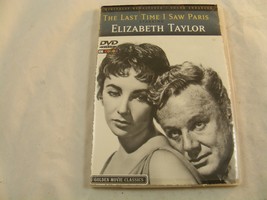 THE LAST TIME I SAW PARIS
ELIZABETH TAYLOR
DVD
GOLDEN MOVIE CLASSICS